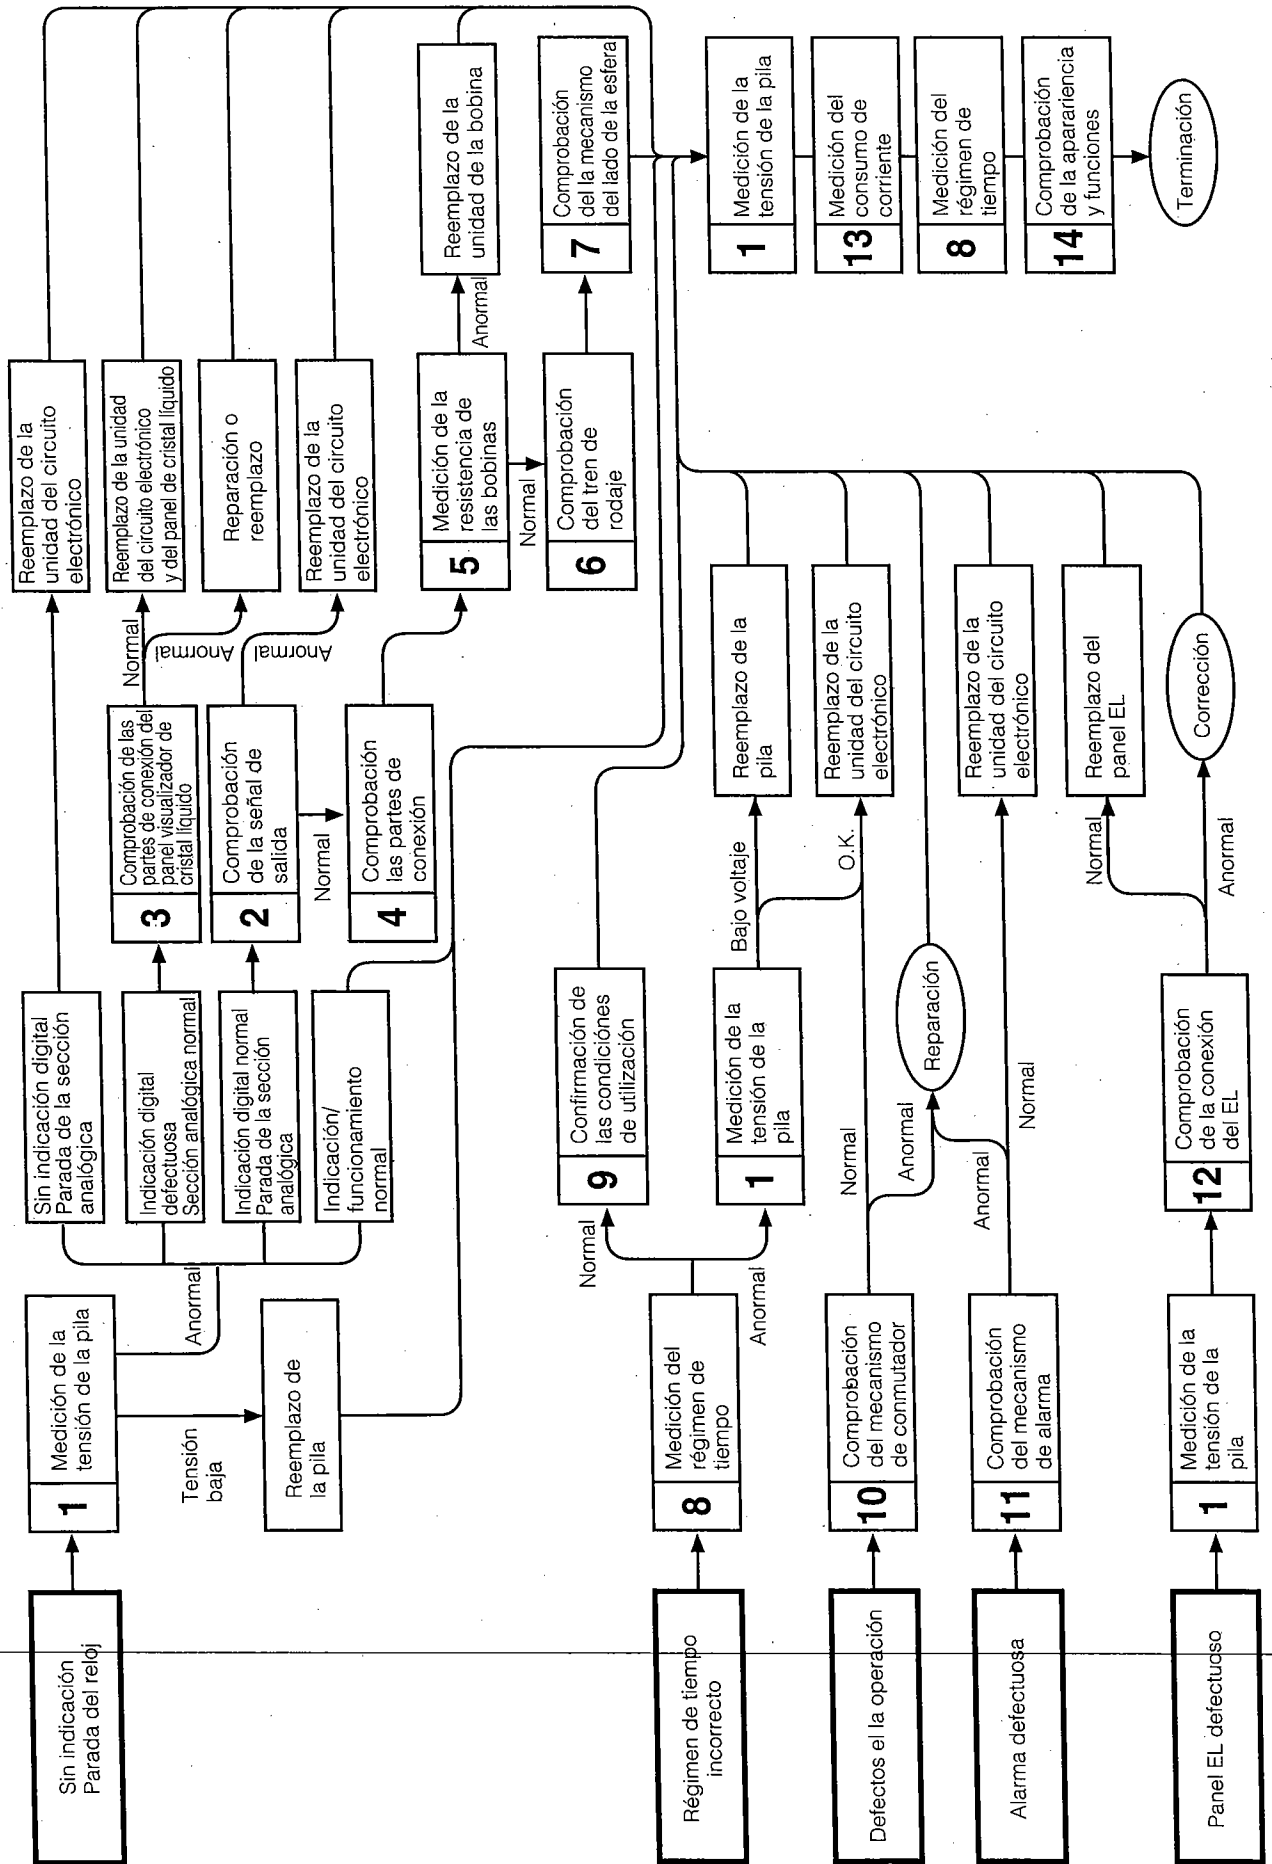 Sin indicación
Parada del reloj
1
Medición de la
tensión de la pila
Tensión
baja
Anormal
Reemplazo de
la pila
Sin indicación digital
Parada de la sección
analógica
Indicación digital
defectuosa
Sección analógica normal
Indicación digital normal
Parada de la sección
analógica
Indicación/
funcionamiento
normal
3
Comprobación de las
partes de conexión del
panel visualizador de
cristal líquido
Normal
Anormal
2
Comprobación
de la señal de
salida
Anormal
Normal
4
Comprobación
las partes de
conexión
Reemplazo de la
unidad del circuito
electrónico
Reemplazo de la unidad
del circuito electrónico
y del panel de cristal líquido
Reparación o
reemplazo
Reemplazo de la
unidad del circuito
electrónico
5
Medición de la
resistencia de
las bobinas
Anormal
Normal
Reemplazo de la
unidad de la bobina
6
Comprobación
del tren de
rodaje
7
Comprobación
del la mecanismo
del lado de la esfera
Régimen de tiempo
incorrecto
8
Medición del
régimen de
tiempo
Normal
Anormal
9
Confirmación de
las condiciónes
de utilización
1
Medición de la
tensión de la
pila
Bajo voltaje
O.K.
Reemplazo de la
pila
Reemplazo de la
unidad del circuito
electrónico
Defectos el la operación
10
Comprobación
del mecanismo
de conmutador
Normal
Anormal
Reparación
Alarma defectuosa
11
Comprobación
del mecanismo
de alarma
Anormal
Normal
Reemplazo de la
unidad del circuito
electrónico
Panel EL defectuoso
1
Medición de la
tensión de la
pila
12
Comprobación
de la conexión
del EL
Normal
Anormal
Reemplazo del
panel EL
Corrección
1
Medición de la
tensión de la pila
13
Medición del
consumo de
corriente
8
Medición del
régimen de
tiempo
14
Comprobación
de la aparariencia
y funciones
Terminación